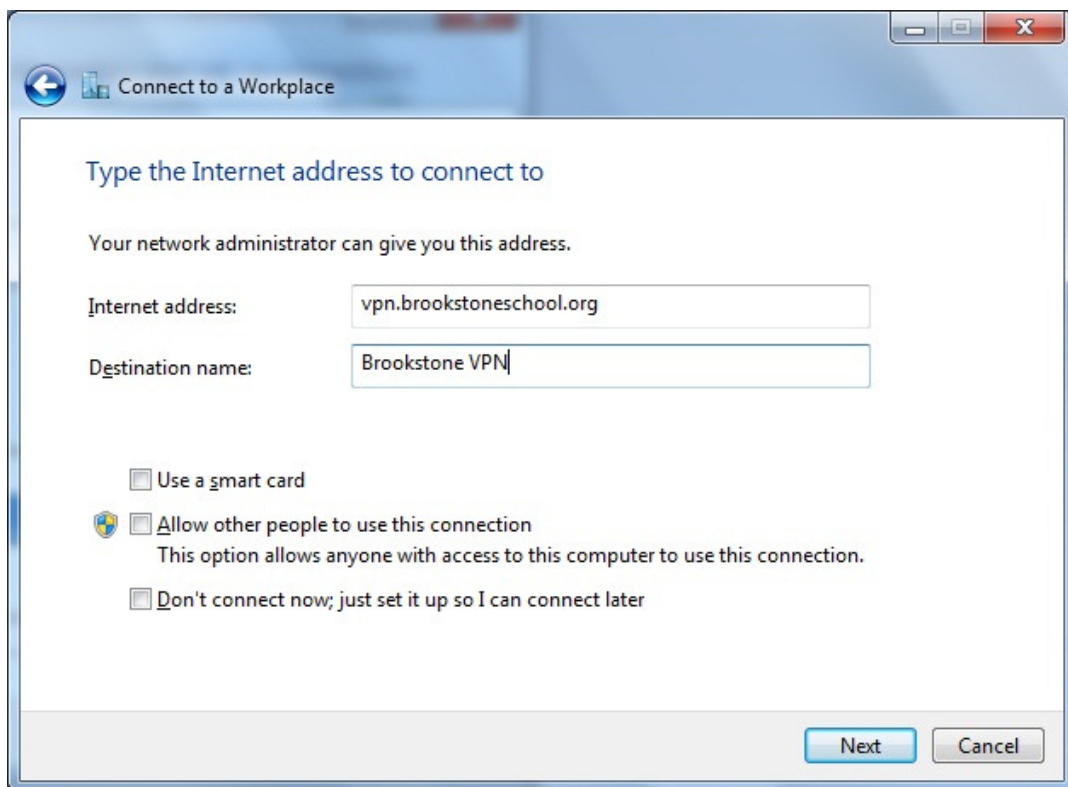 Connect to a Workplace
Type the Internet address to connect to
Your network administrator can give you this address.
Internet address: vpn.brookstoneschool.org
Destination name: Brookstone VPN
Use a smart card
Allow other people to use this connection
This option allows anyone with access to this computer to use this connection.
Don't connect now; just set it up so I can connect later
Next Cancel